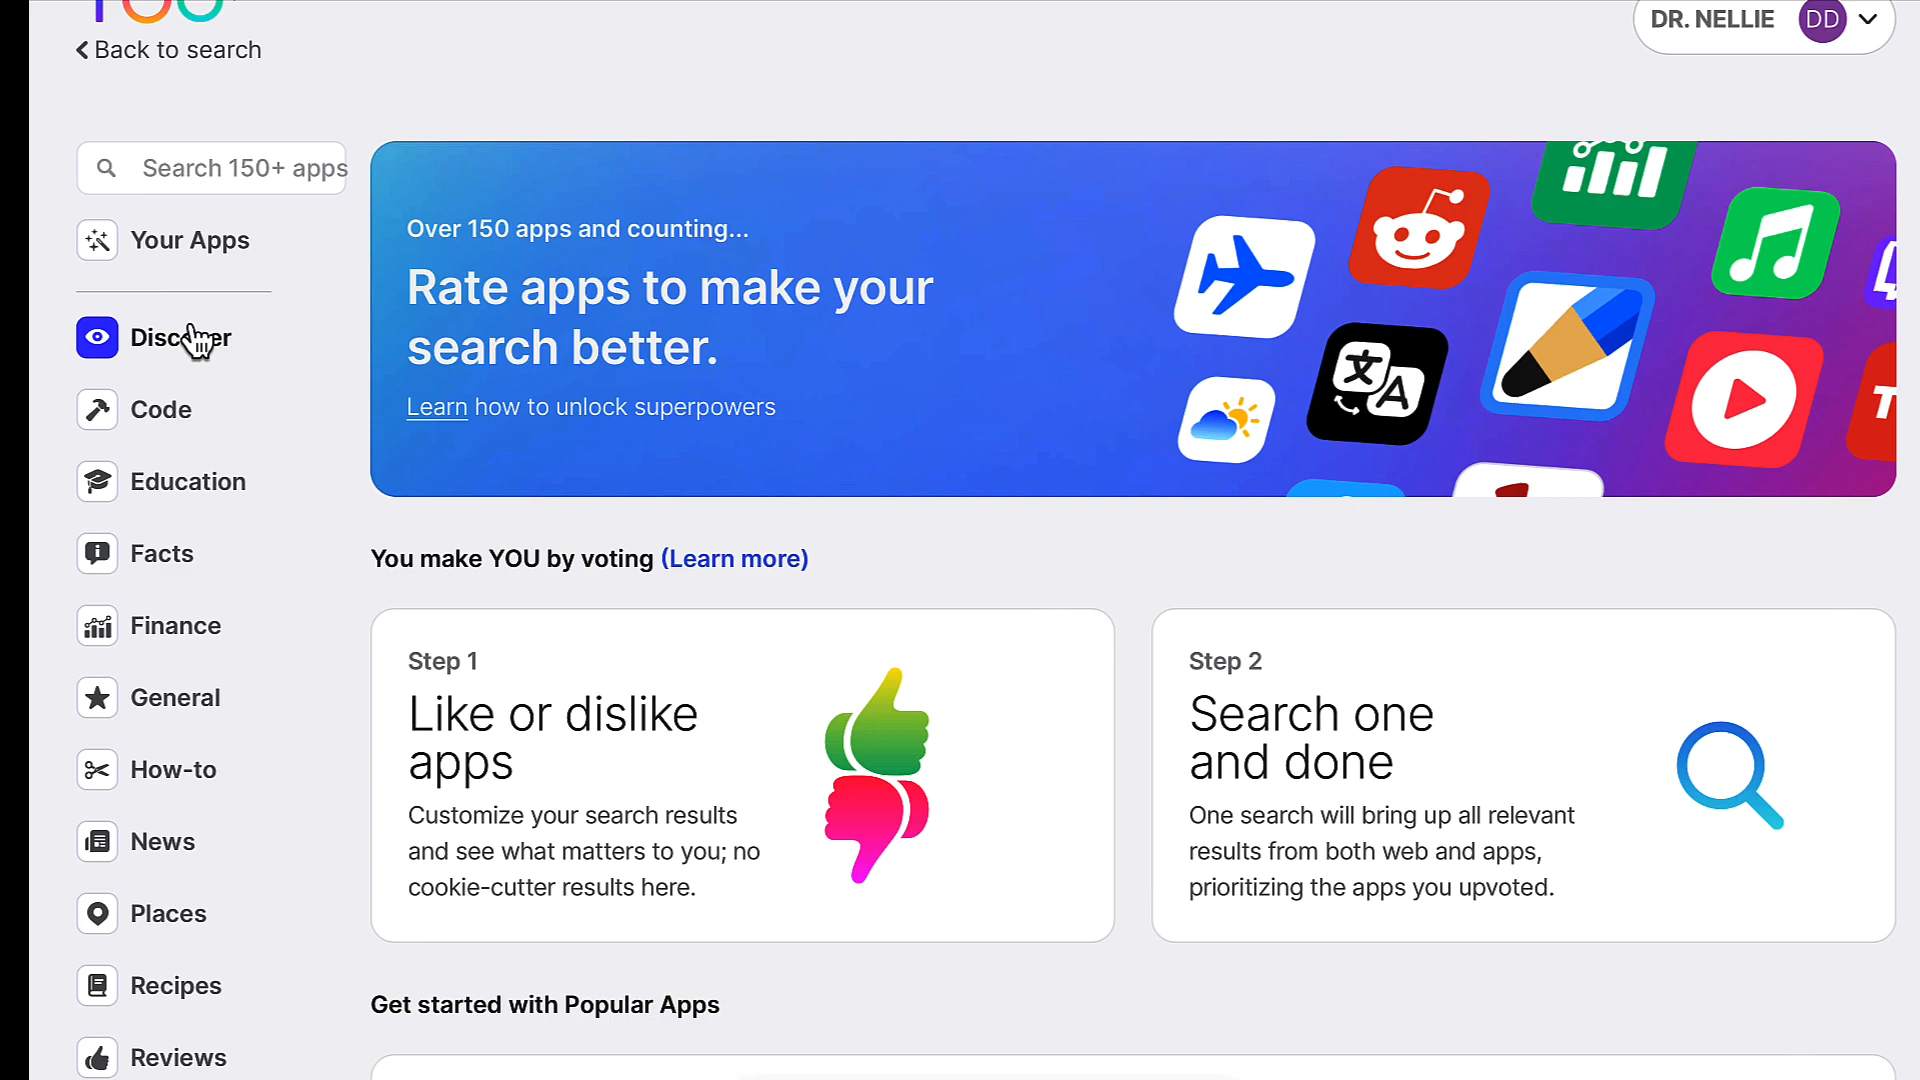 Back to search
DR. NELLIE
DD
Search 150+ apps
Your Apps
Code
Education
Facts
Finance
General
How-to
News
Places
Recipes
Reviews
Over 150 apps and counting...
Rate apps to make your
search better.
Learn how to unlock superpowers
文
A
You make YOU by voting (Learn more)
Step 1
Like or dislike
apps
Customize your search results
and see what matters to you; no
cookie-cutter results here.
Step 2
Search one
and done
One search will bring up all relevant
results from both web and apps,
prioritizing the apps you upvoted.
Get started with Popular Apps